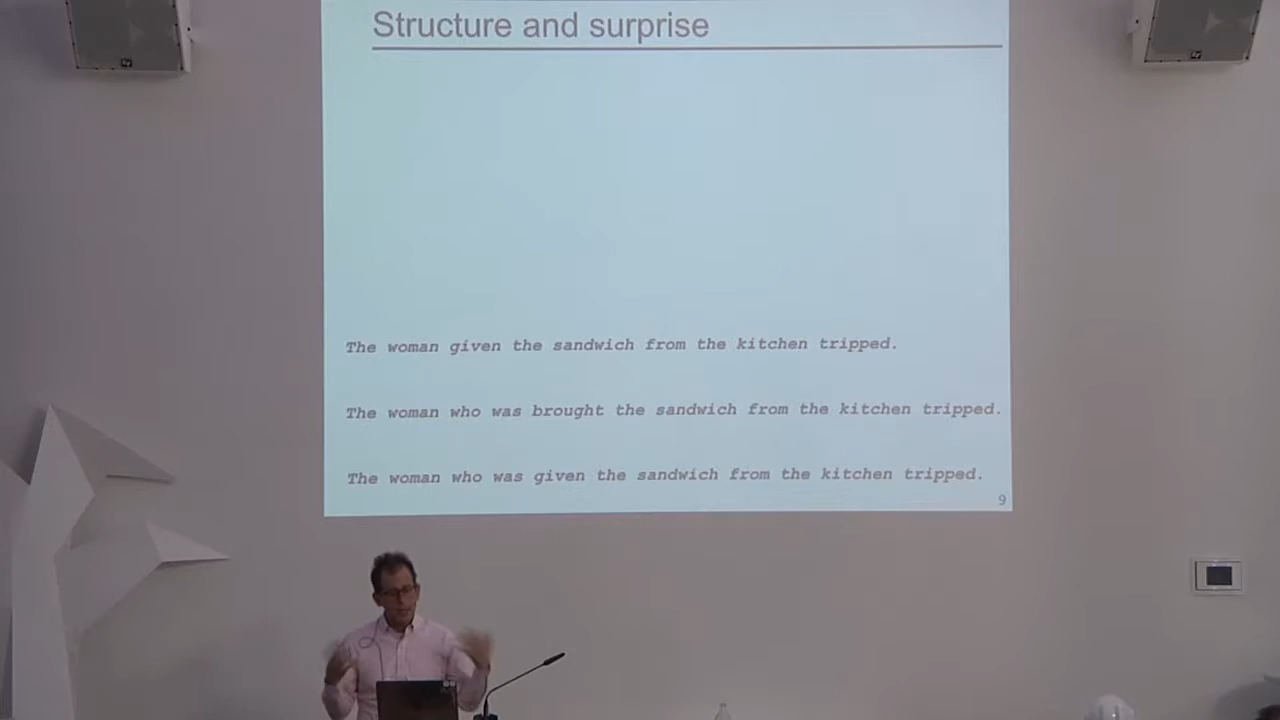 Structure and surprise
The woman given the sandwich from the kitchen tripped.
The woman who was brought the sandwich from the kitchen tripped.
The woman who was given the sandwich from the kitchen tripped.
9